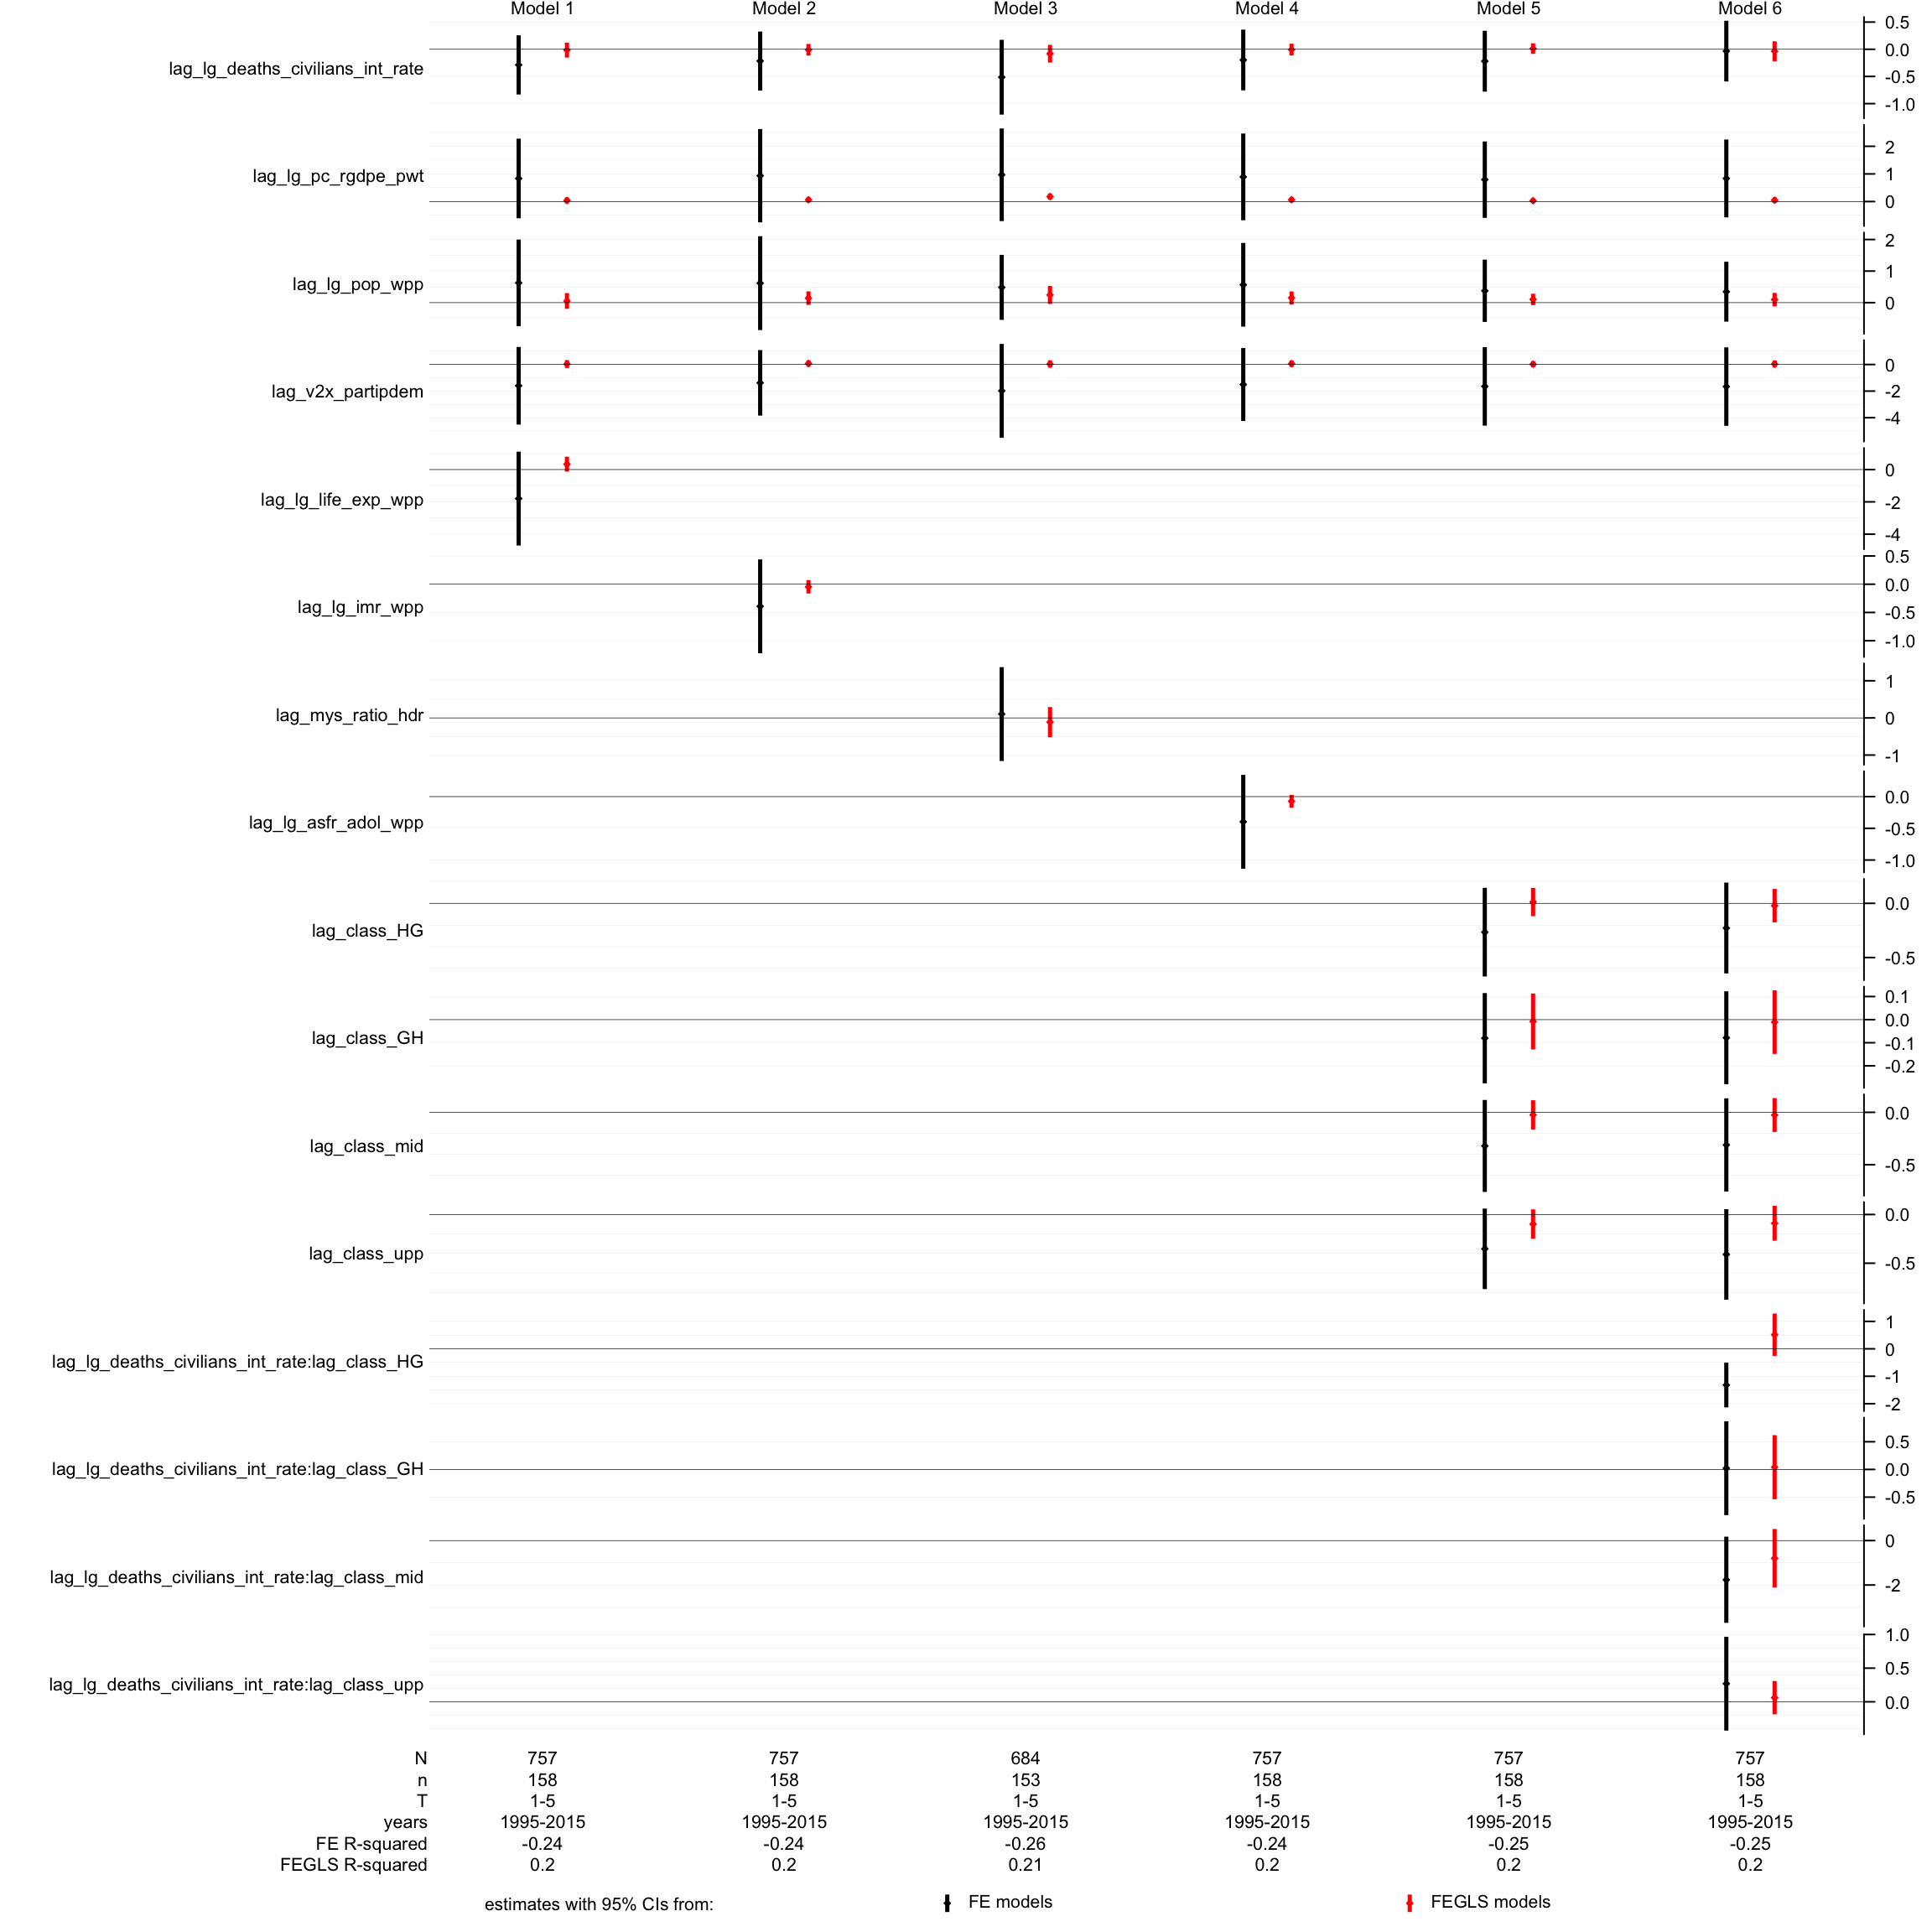 Model 1 Model 2 Model 3 Model 4 Model 5 Model 6
lag_lg_deaths_civilians_int_rate
0.5
0.0
-0.5
-1.0
lag_lg_pc_rgdpe_pwt
2
1
0
lag_lg_pop_wpp
2
1
0
lag_v2x_partipdem
0
-2
-4
lag_lg_life_exp_wpp
0
-2
-4
lag_lg_imr_wpp
0.5
0.0
-0.5
-1.0
lag_mys_ratio_hdr
1
0
-1
lag_lg_asfr_adol_wpp
0.0
-0.5
-1.0
lag_class_HG
0.0
-0.5
lag_class_GH
0.1
0.0
-0.1
-0.2
lag_class_mid
0.0
-0.5
lag_class_upp
0.0
-0.5
lag_lg_deaths_civilians_int_rate:lag_class_HG
1
0
-1
-2
lag_lg_deaths_civilians_int_rate:lag_class_GH
0.5
0.0
-0.5
lag_lg_deaths_civilians_int_rate:lag_class_mid
0
-2
lag_lg_deaths_civilians_int_rate:lag_class_upp
1.0
0.5
0.0
N 757 757 684 757 757 757
n 158 158 153 158 158 158
T 1-5 1-5 1-5 1-5 1-5 1-5
years 1995-2015 1995-2015 1995-2015 1995-2015 1995-2015 1995-2015
FE R-squared -0.24 -0.24 -0.26 -0.24 -0.25 -0.25
FEGLS R-squared 0.2 0.2 0.21 0.2 0.2 0.2
estimates with 95% CIs from: FE models FEGLS models